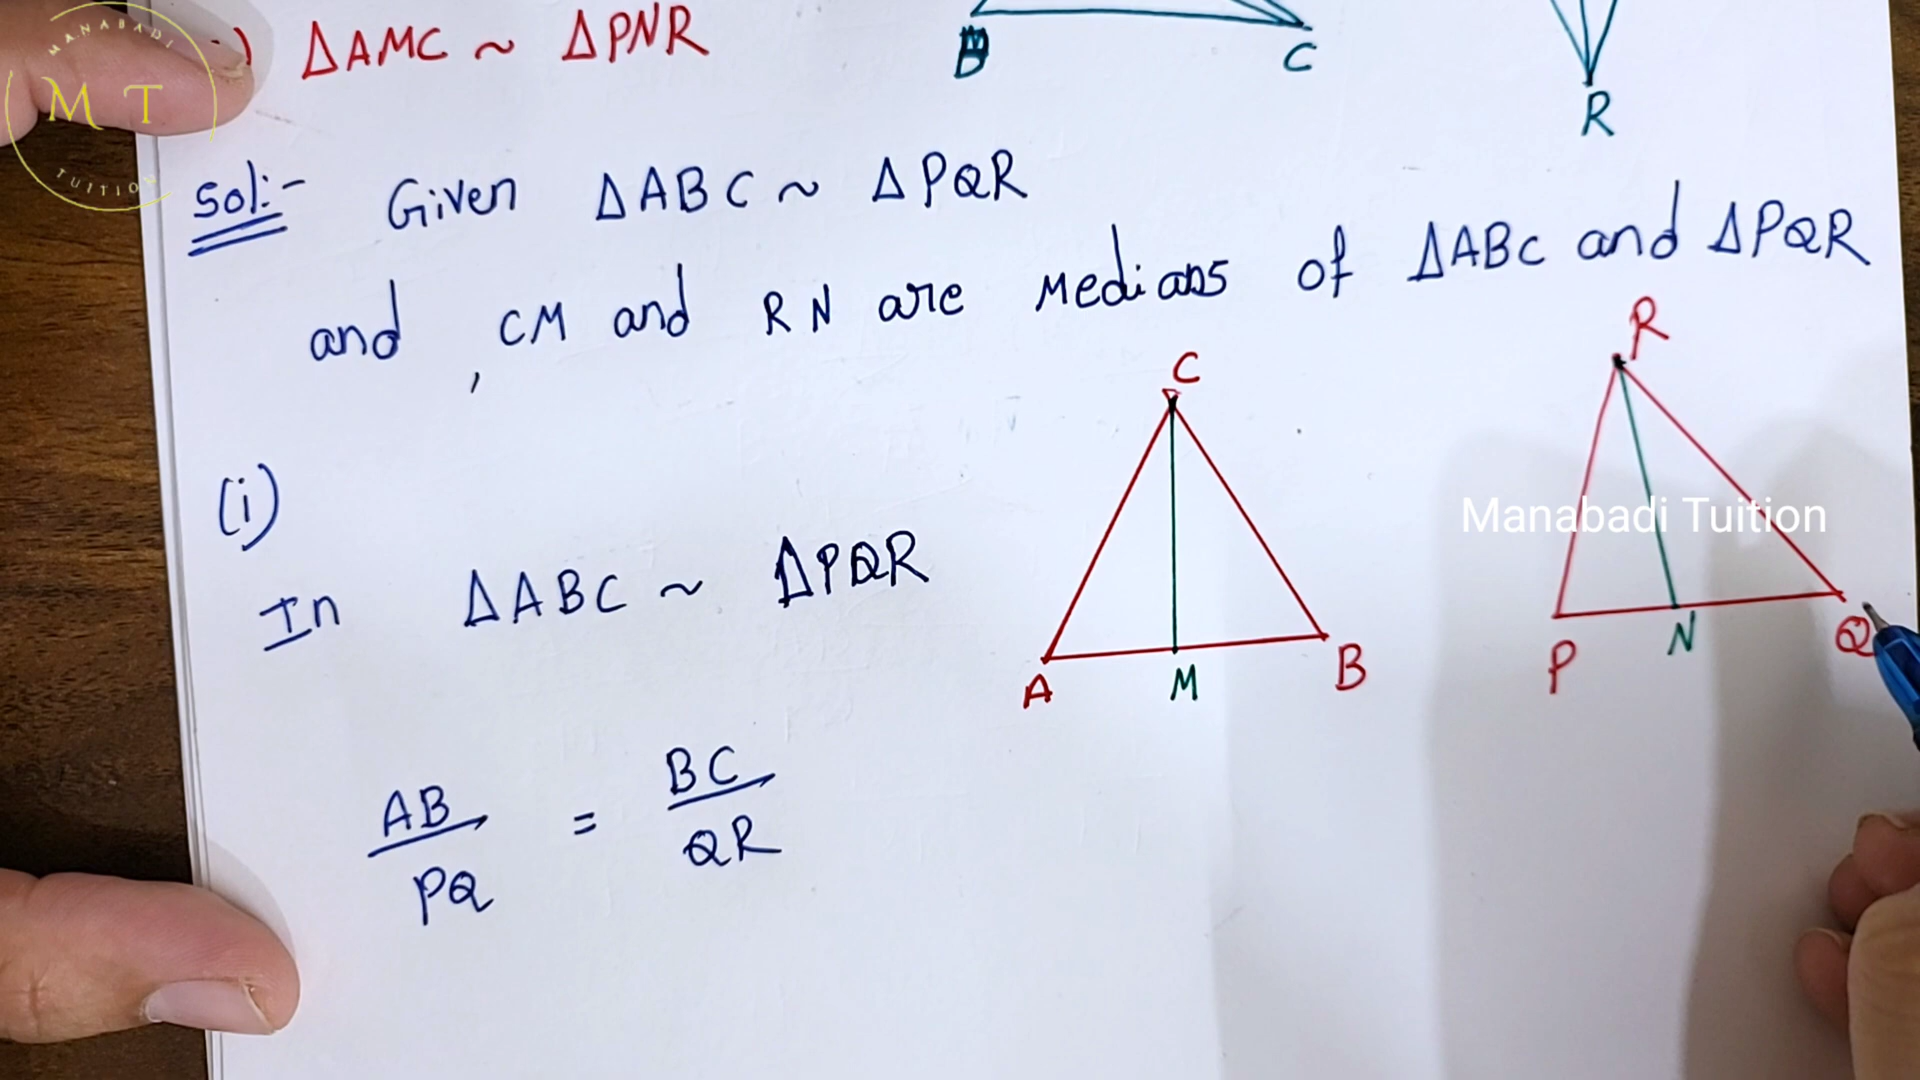 MANABADI
M T
TUITION
) ΔAMC ~ ΔPNR
B
C
R
Sol:- Given ΔABC ~ ΔPQR
and , CM and RN are Medians of ΔABC and ΔPQR
C
R
(i)
Manabadi Tuition
In ΔABC ~ ΔPQR
A M B
P N Q
AB/PQ = BC/QR